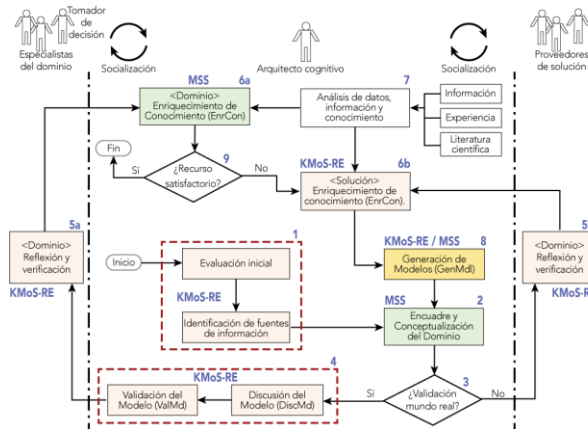 Tomador de
decisión
Especialistas
del dominio
Socialización
Arquitecto cognitivo
Socialización
Proveedores
de solución
MSS
6a
<Dominio>
Enriquecimiento de
Conocimiento (EnrCon)
7
Análisis de datos,
información y
conocimiento
Información
Experiencia
Literatura
científica
Fin
Sí
9
¿Recurso
satisfactorio?
No
KMoS-RE
6b
<Solución>
Enriquecimiento de
conocimiento (EnrCon).
5a
<Dominio>
Reflexión y
verificación
KMoS-RE
5
<Dominio>
Reflexión y
verificación
KMoS-R
1
Inicio
Evaluación inicial
KMoS-RE
Identificación de fuentes
de información
KMoS-RE / MSS
8
Generación de
Modelos (GenMdl)
MSS
2
Encuadre y
Conceptualización
del Dominio
4
KMoS-RE
Validación del
Modelo (ValMd)
Discusión del
Modelo (DiscMd)
Sí
3
¿Validación
mundo real?
No